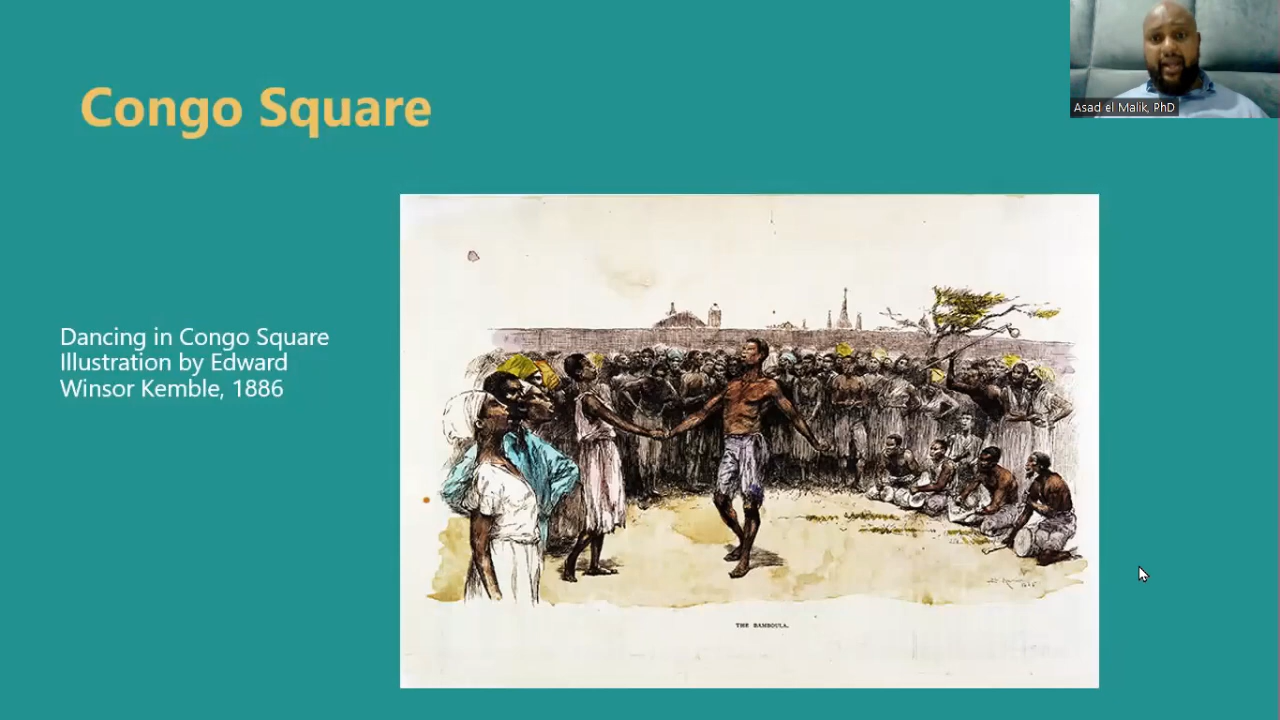 Congo Square
Asad el Malik, PhD
Dancing in Congo Square
Illustration by Edward
Winsor Kemble, 1886
THE BAMBOULA.